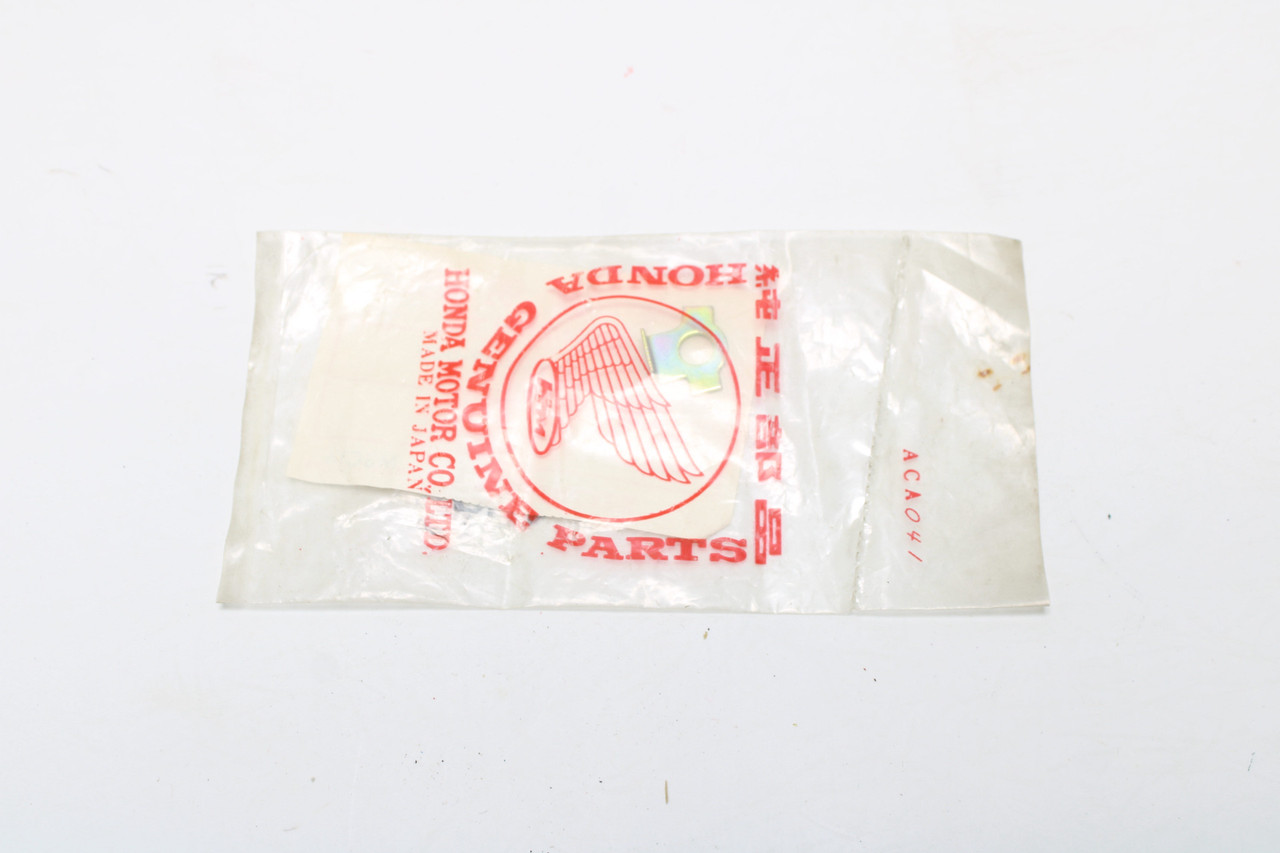 純正部品
HONDA
GENUINE
PARTS
HONDA MOTOR CO., LTD.
MADE IN JAPAN
ACA041